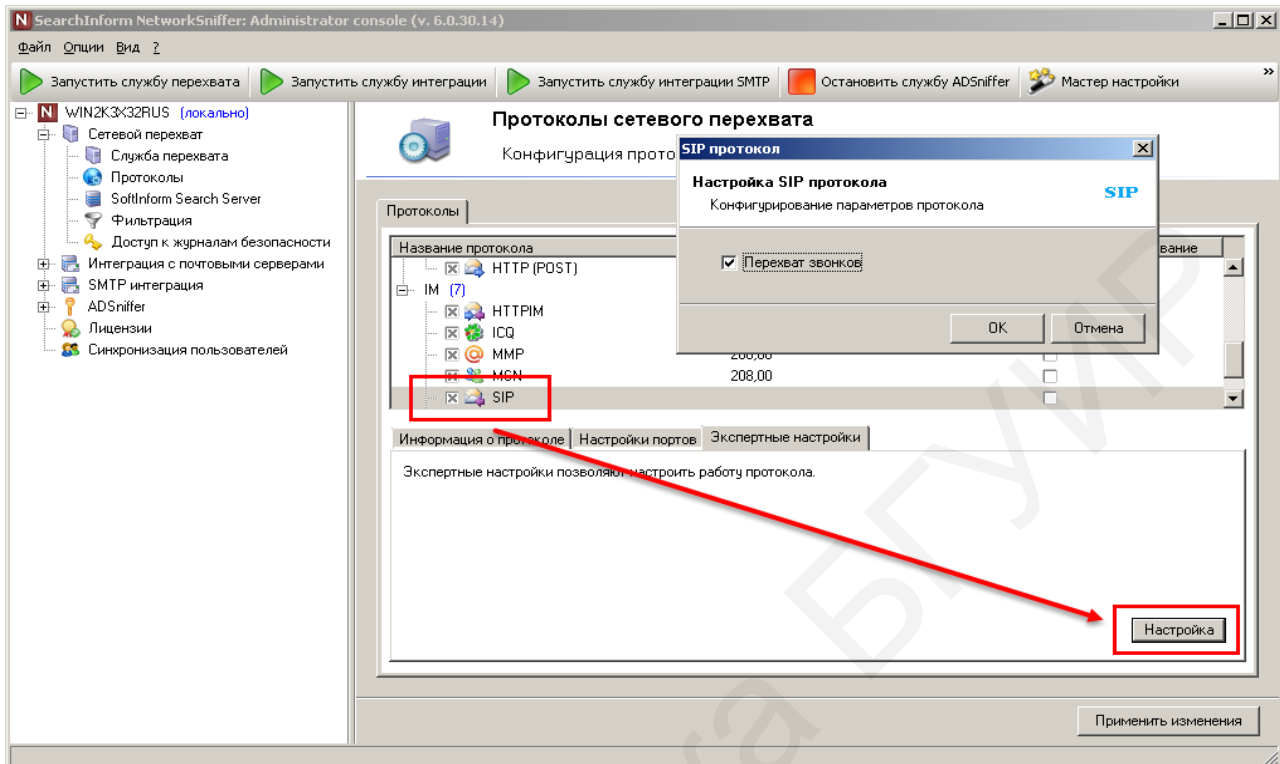 SearchInform NetworkSniffer: Administrator console (v. 6.0.30.14)
Файл Опции Вид ?
Запустить службу перехвата Запустить службу интеграции Запустить службу интеграции SMTP Остановить службу ADSniffer Мастер настройки »
WIN2K3X32RUS (локально)
Сетевой перехват
Служба перехвата
Протоколы
SoftInform Search Server
Фильтрация
Доступ к журналам безопасности
Интеграция с почтовыми серверами
SMTP интеграция
ADSniffer
Лицензии
Синхронизация пользователей
Протоколы сетевого перехвата
Конфигурация прото
SIP протокол
Настройка SIP протокола
Конфигурирование параметров протокола
SIP
Перехват звонков
OK Отмена
Протоколы
Название протокола вание
HTTP (POST)
IM (7)
HTTPIM
ICQ
MMP 200,00
MSN 208,00
SIP
Информация о протоколе Настройки портов Экспертные настройки
Экспертные настройки позволяют настроить работу протокола.
Настройка
Применить изменения
БГУИР